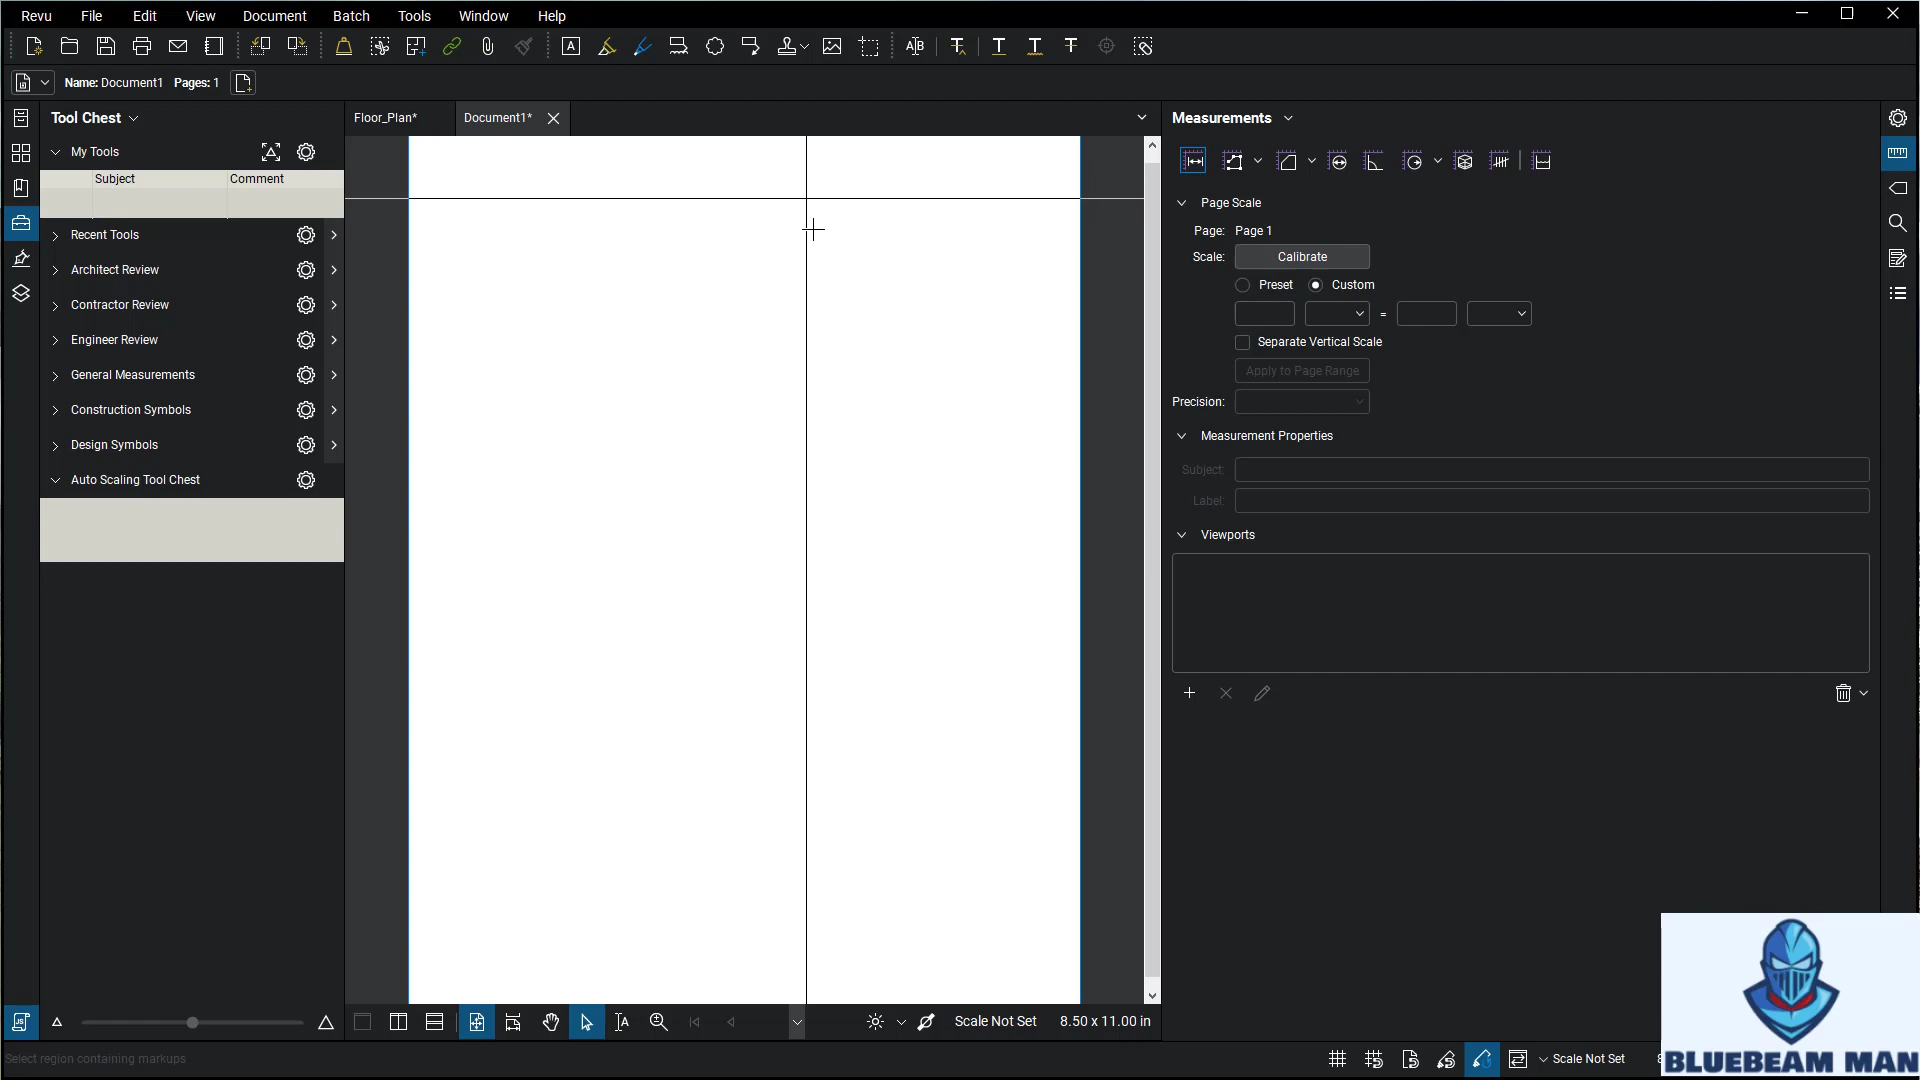 Revu File Edit View Document Batch Tools Window Help
Name: Document1 Pages: 1
Tool Chest
My Tools
Subject Comment
Recent Tools
Architect Review
Contractor Review
Engineer Review
General Measurements
Construction Symbols
Design Symbols
Auto Scaling Tool Chest
Floor_Plan* Document1*
Measurements
Page Scale
Page: Page 1
Scale: Calibrate
Preset Custom
=
Separate Vertical Scale
Apply to Page Range
Precision:
Measurement Properties
Subject:
Label:
Viewports
Scale Not Set 8.50 x 11.00 in
Select region containing markups
Scale Not Set
BLUEBEAM MAN